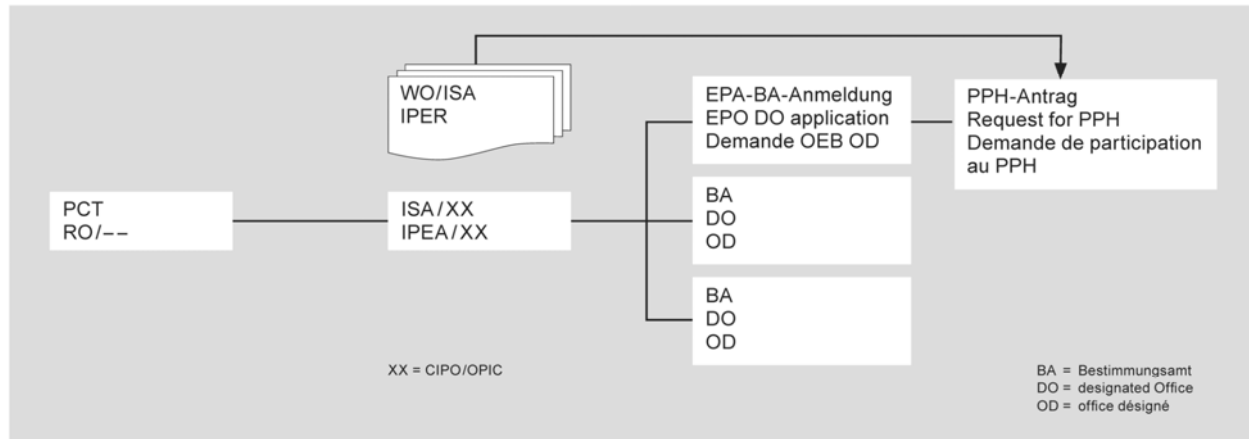 WO/ISA
IPER
EPA-BA-Anmeldung
EPO DO application
Demande OEB OD
PPH-Antrag
Request for PPH
Demande de participation
au PPH
PCT
RO/--
ISA/XX
IPEA/XX
BA
DO
OD
BA
DO
OD
XX = CIPO/OPIC
BA = Bestimmungsamt
DO = designated Office
OD = office désigné